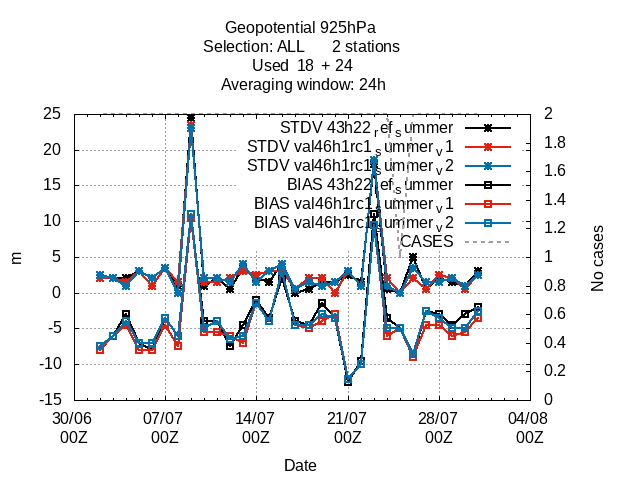 Geopotential 925hPa
Selection: ALL 2 stations
Used 18 + 24
Averaging window: 24h
25 20 15 10 5 0 -5 -10 -15
m
STDV 43h22ref_summer
STDV val46h1rc1_summer_v1
STDV val46h1rc1_summer_v2
BIAS 43h22ref_summer
BIAS val46h1rc1_summer_v1
BIAS val46h1rc1_summer_v2
CASES
2 1.8 1.6 1.4 1.2 1 0.8 0.6 0.4 0.2 0
No cases
30/06 07/07 14/07 21/07 28/07 04/08
00Z 00Z 00Z 00Z 00Z 00Z
Date